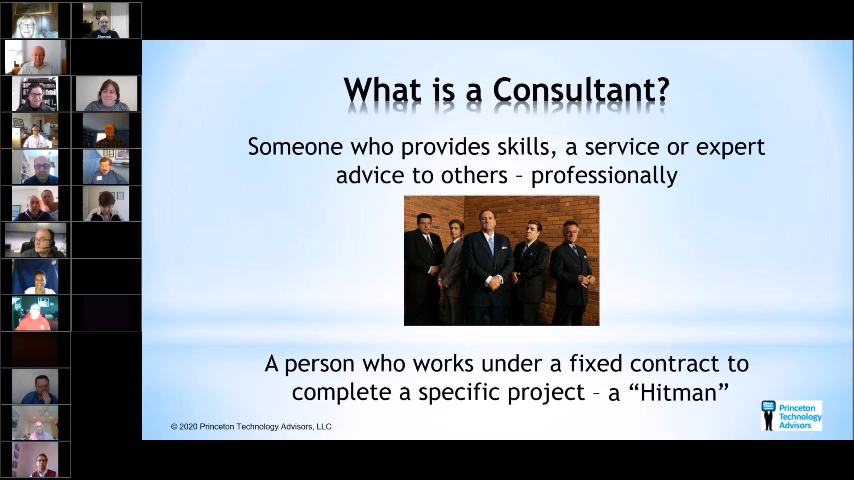 What is a Consultant?
Someone who provides skills, a service or expert
advice to others – professionally
A person who works under a fixed contract to
complete a specific project – a “Hitman”
Princeton
Technology
Advisors
© 2020 Princeton Technology Advisors, LLC